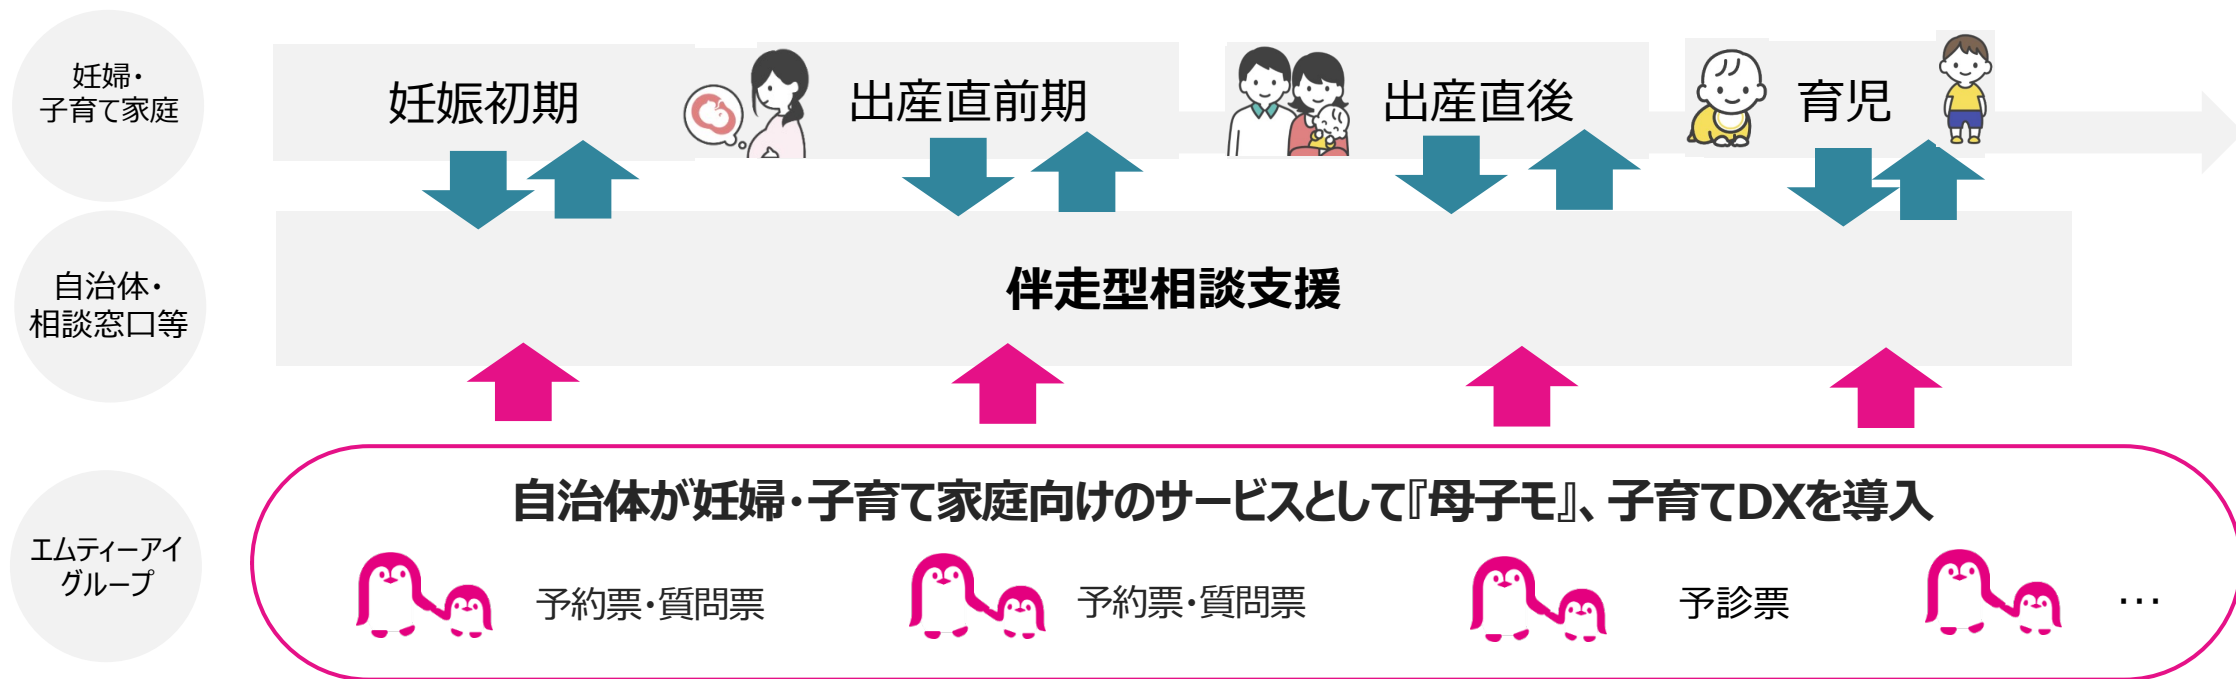 妊婦・
子育て家庭
妊娠初期
出産直前期
出産直後
育児
自治体・
相談窓口等
伴走型相談支援
エムティーアイ
グループ
自治体が妊婦・子育て家庭向けのサービスとして『母子モ』、子育てDXを導入
予約票・質問票
予約票・質問票
予診票
…